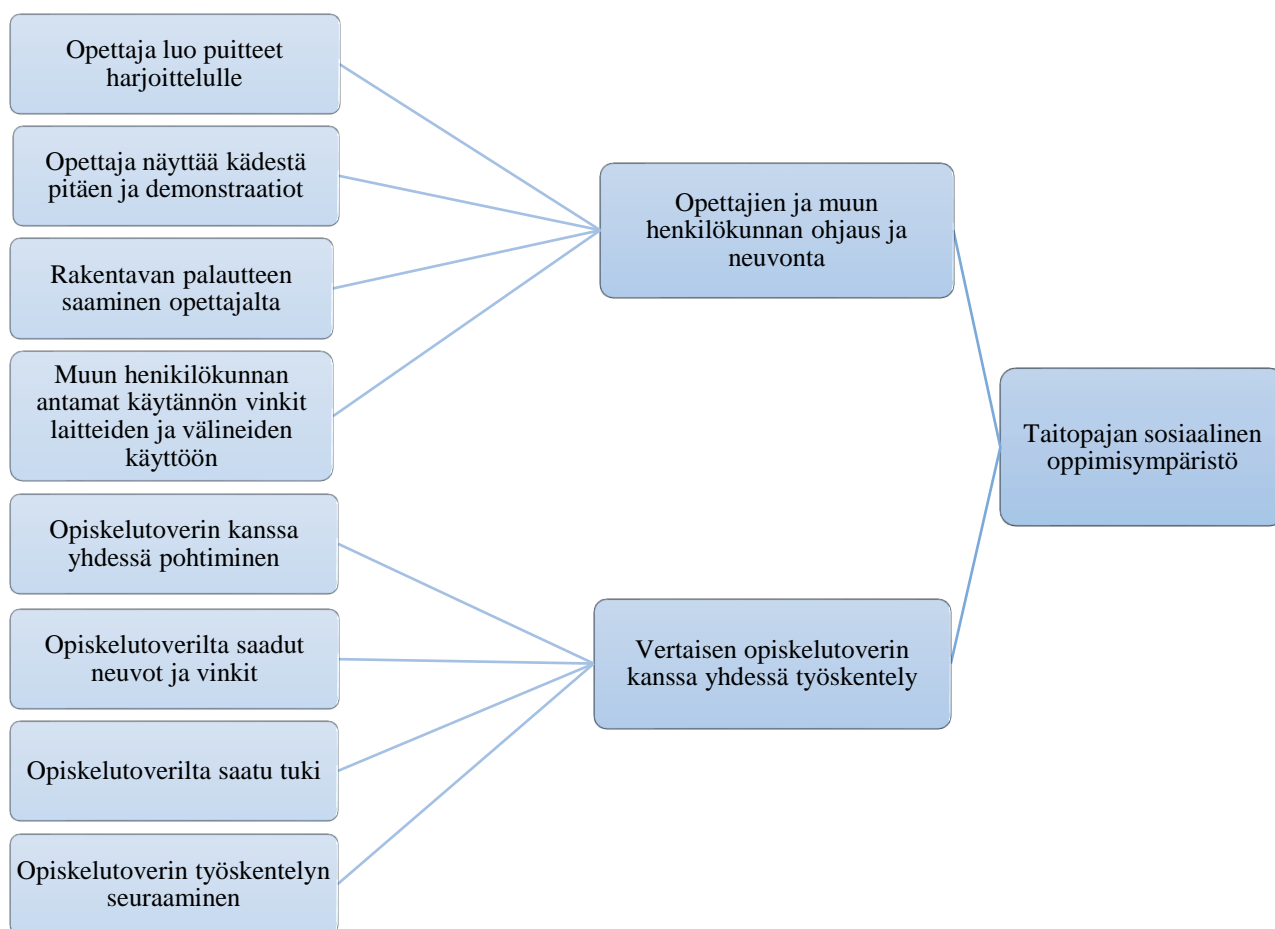 Opettaja luo puitteet
harjoittelulle
Opettaja näyttää kädestä
pitäen ja demonstraatiot
Rakentavan palautteen
saaminen opettajalta
Muun henikilökunnan
antamat käytännön vinkit
laitteiden ja välineiden
käyttöön
Opiskelutoverin kanssa
yhdessä pohtiminen
Opiskelutoverilta saadut
neuvot ja vinkit
Opiskelutoverilta saatu tuki
Opiskelutoverin työskentelyn
seuraaminen
Opettajien ja muun
henkilökunnan ohjaus ja
neuvonta
Vertaisen opiskelutoverin
kanssa yhdessä työskentely
Taitopajan sosiaalinen
oppimisympäristö